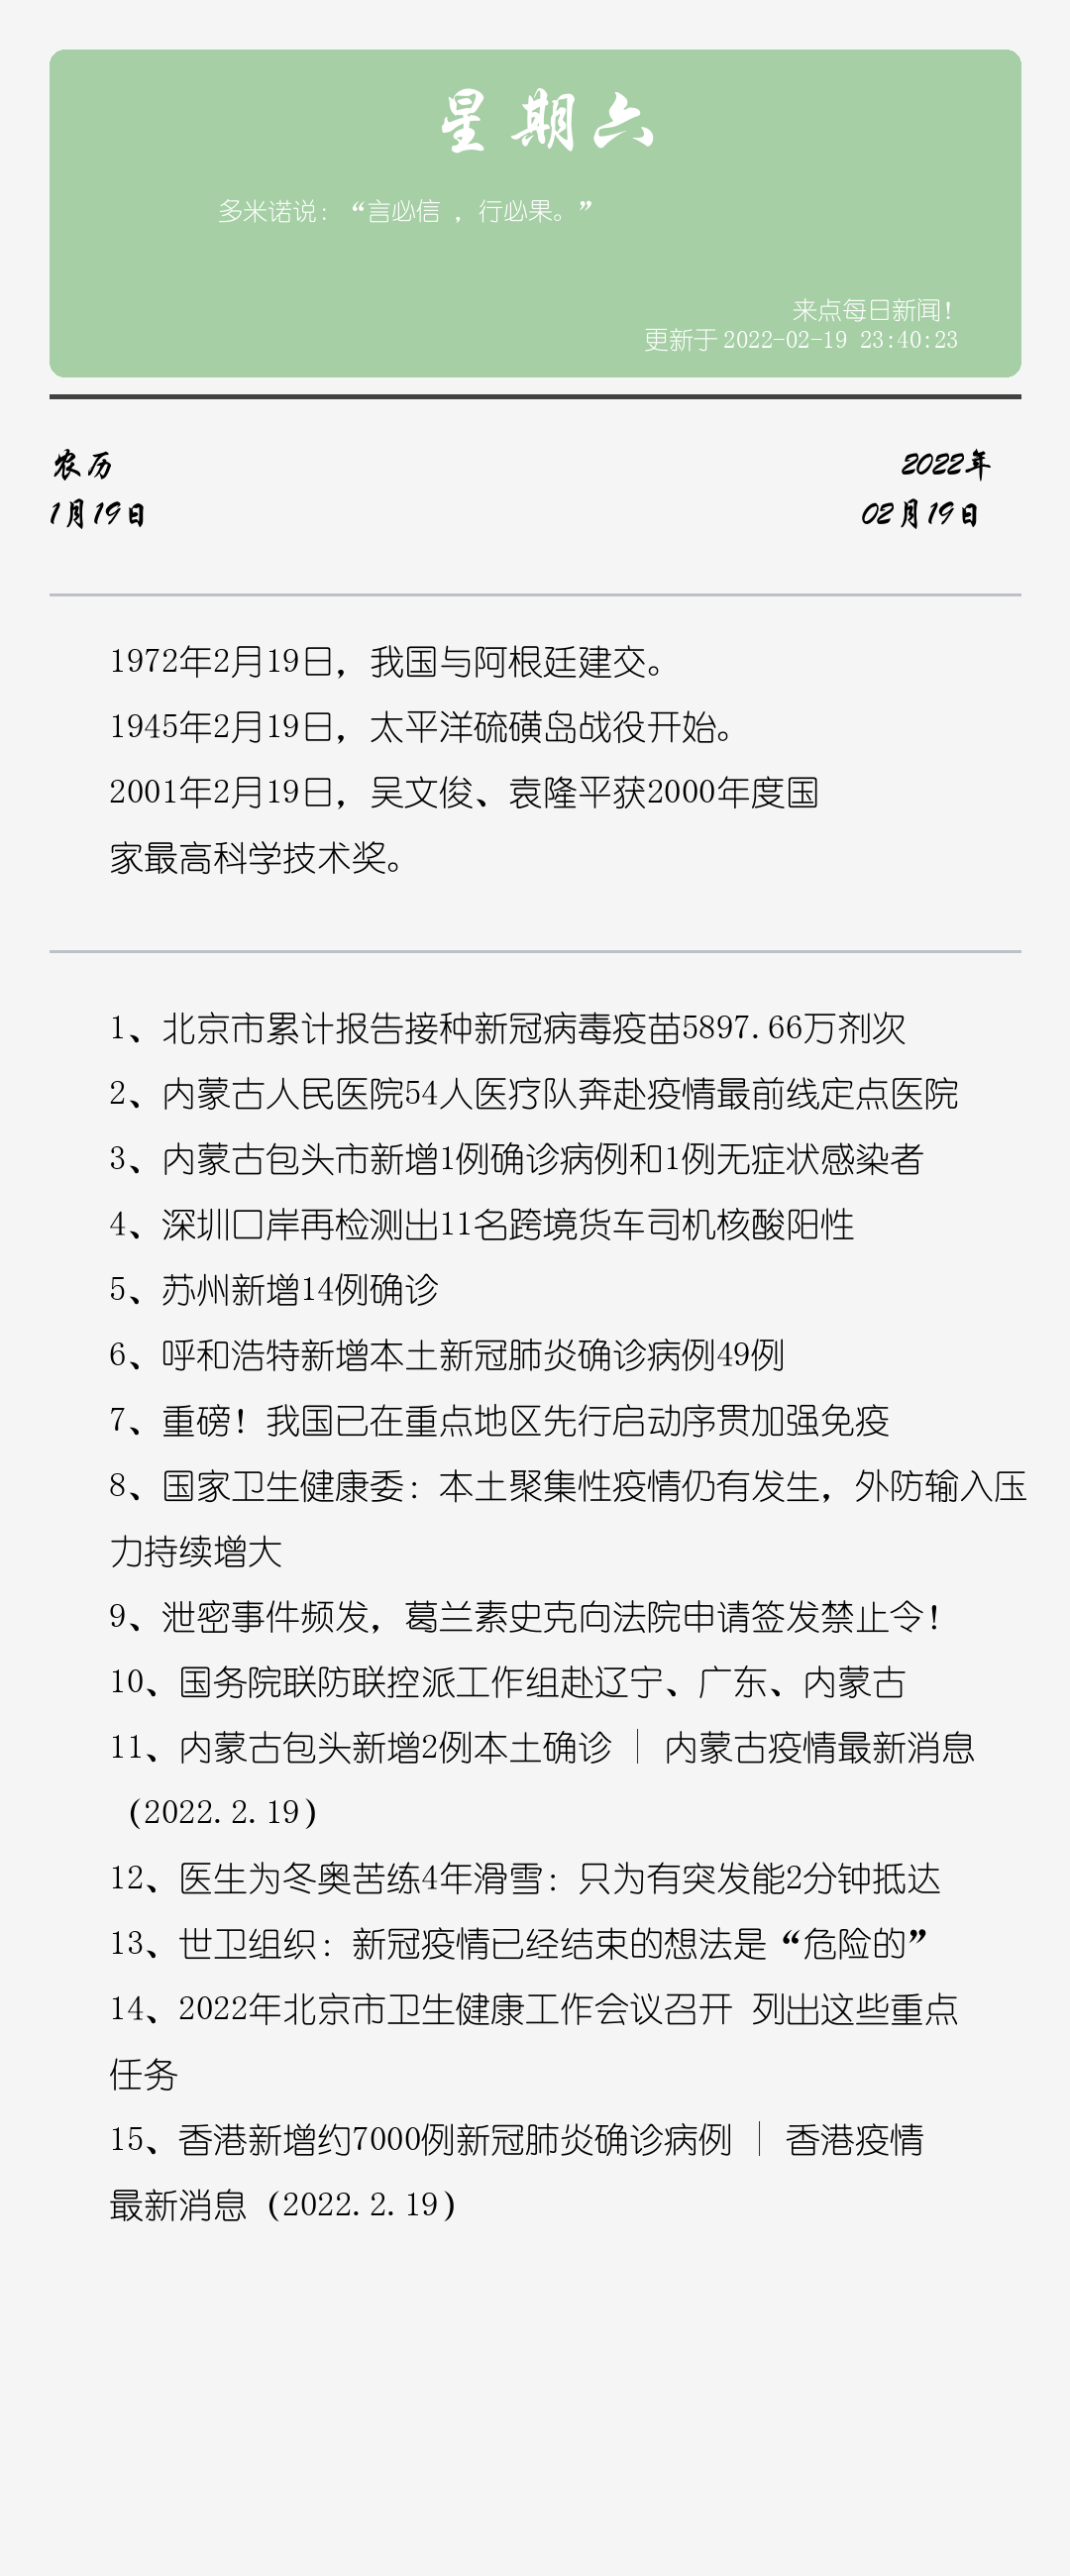 星期六
多米诺说：“言必信 ，行必果。”
来点每日新闻！
更新于 2022-02-19 23:40:23
农历
2022年
1月19日
02月19日
1972年2月19日，我国与阿根廷建交。
1945年2月19日，太平洋硫磺岛战役开始。
2001年2月19日，吴文俊、袁隆平获2000年度国
家最高科学技术奖。
1、北京市累计报告接种新冠病毒疫苗5897.66万剂次
2、内蒙古人民医院54人医疗队奔赴疫情最前线定点医院
3、内蒙古包头市新增1例确诊病例和1例无症状感染者
4、深圳口岸再检测出11名跨境货车司机核酸阳性
5、苏州新增14例确诊
6、呼和浩特新增本土新冠肺炎确诊病例49例
7、重磅！我国已在重点地区先行启动序贯加强免疫
8、国家卫生健康委：本土聚集性疫情仍有发生，外防输入压
力持续增大
9、泄密事件频发，葛兰素史克向法院申请签发禁止令！
10、国务院联防联控派工作组赴辽宁、广东、内蒙古
11、内蒙古包头新增2例本土确诊 ｜ 内蒙古疫情最新消息
（2022.2.19）
12、医生为冬奥苦练4年滑雪：只为有突发能2分钟抵达
13、世卫组织：新冠疫情已经结束的想法是“危险的”
14、2022年北京市卫生健康工作会议召开 列出这些重点
任务
15、香港新增约7000例新冠肺炎确诊病例 ｜ 香港疫情
最新消息（2022.2.19）